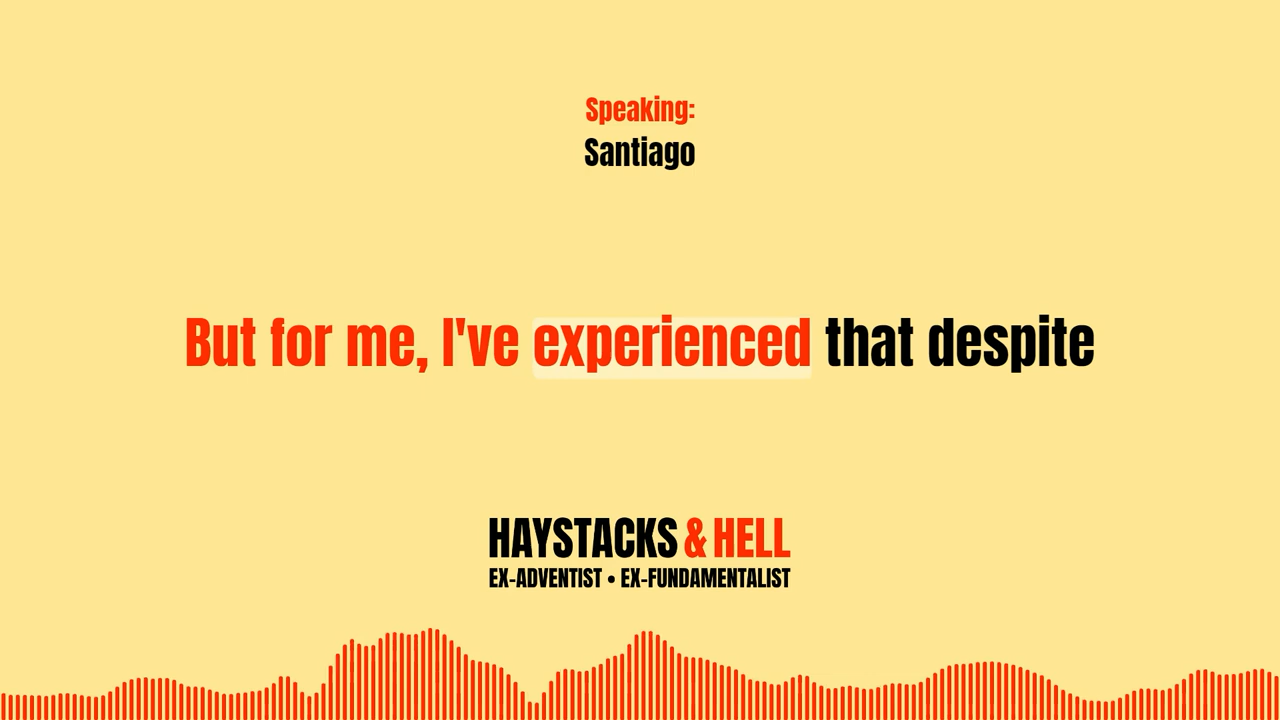 Speaking:
Santiago
But for me, I've experienced that despite
HAYSTACKS & HELL
EX-ADVENTIST • EX-FUNDAMENTALIST